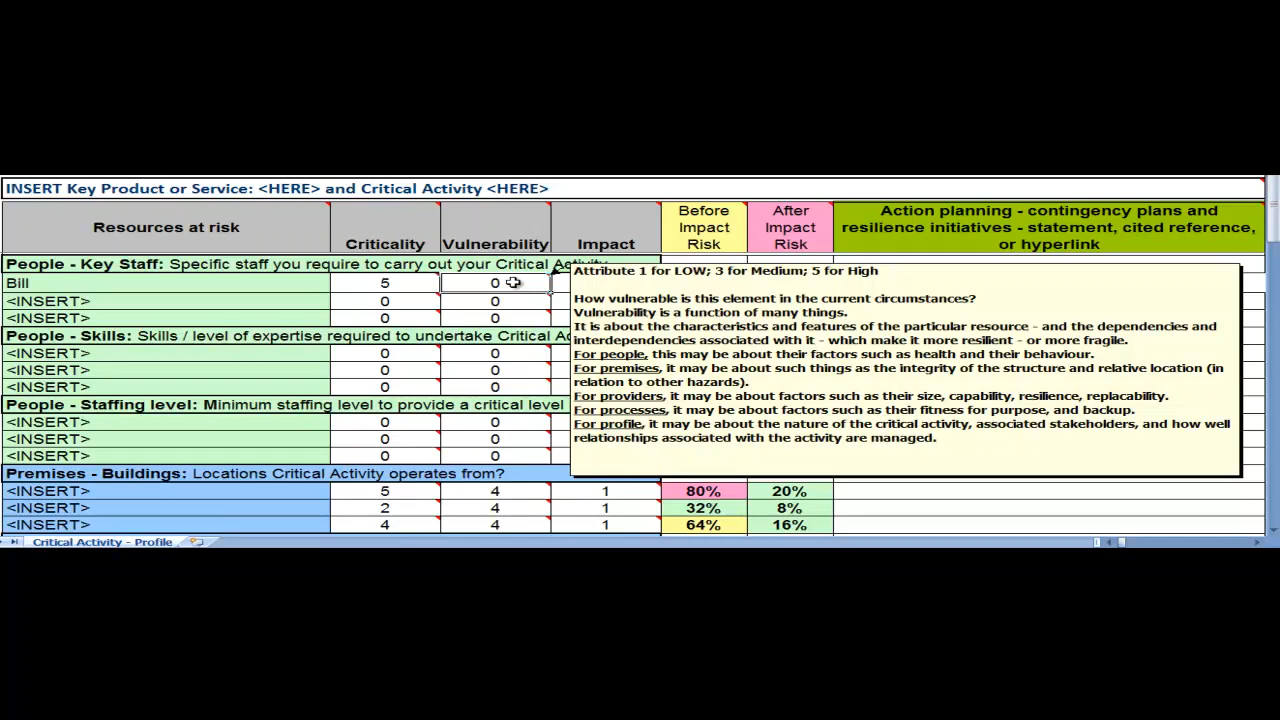 INSERT Key Product or Service: <HERE> and Critical Activity <HERE>
Resources at risk
Criticality
Vulnerability
Impact
Before
Impact
Risk
After
Impact
Risk
Action planning - contingency plans and
resilience initiatives - statement, cited reference,
or hyperlink
People - Key Staff: Specific staff you require to carry out your Critical Activity
Bill 5 0
<INSERT> 0 0
<INSERT> 0 0
People - Skills: Skills / level of expertise required to undertake Critical Ac
<INSERT> 0 0
<INSERT> 0 0
<INSERT> 0 0
People - Staffing level: Minimum staffing level to provide a critical level
<INSERT> 0 0
<INSERT> 0 0
<INSERT> 0 0
Attribute 1 for LOW; 3 for Medium; 5 for High
How vulnerable is this element in the current circumstances?
Vulnerability is a function of many things.
It is about the characteristics and features of the particular resource - and the dependencies and
interdependencies associated with it - which make it more resilient - or more fragile.
For people, this may be about their factors such as health and their behaviour.
For premises, it may be about such things as the integrity of the structure and relative location (in
relation to other hazards).
For providers, it may be about factors such as their size, capability, resilience, replacability.
For processes, it may be about factors such as their fitness for purpose, and backup.
For profile, it may be about the nature of the critical activity, associated stakeholders, and how well
relationships associated with the activity are managed.
Premises - Buildings: Locations Critical Activity operates from?
<INSERT> 5 4 1 80% 20%
<INSERT> 2 4 1 32% 8%
<INSERT> 4 4 1 64% 16%
Critical Activity - Profile